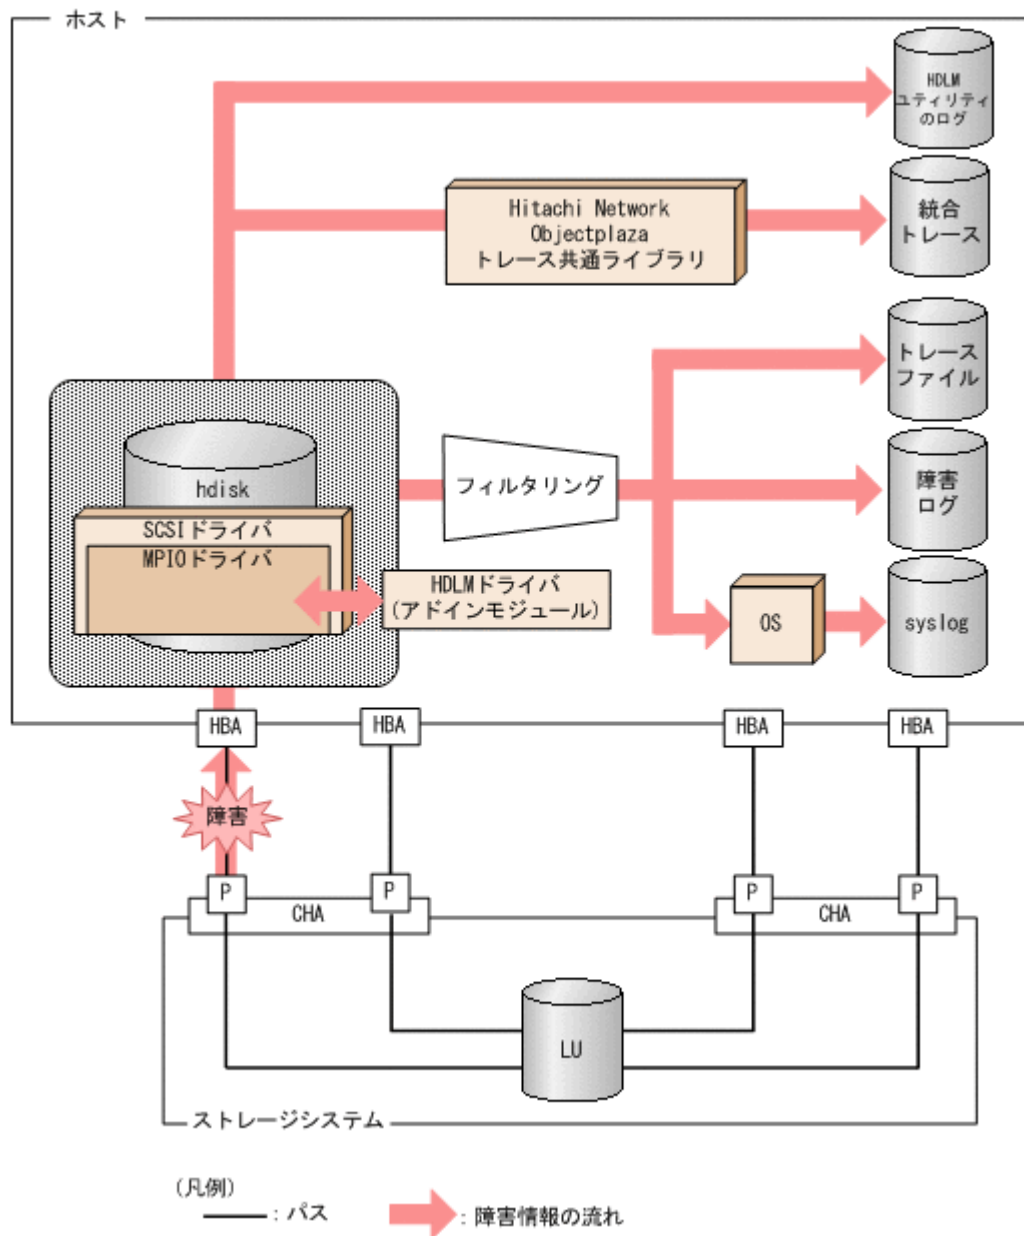 ホスト
HDLM
ユティリティ
のログ
Hitachi Network
Objectplaza
トレース共通ライブラリ
統合
トレース
トレース
ファイル
hdisk
フィルタリング
障害
ログ
SCSIドライバ
MPIOドライバ
HDLMドライバ
(アドインモジュール)
OS
syslog
HBA
HBA
HBA
HBA
障害
P
P
P
P
CHA
CHA
LU
ストレージシステム
(凡例)
: パス
: 障害情報の流れ